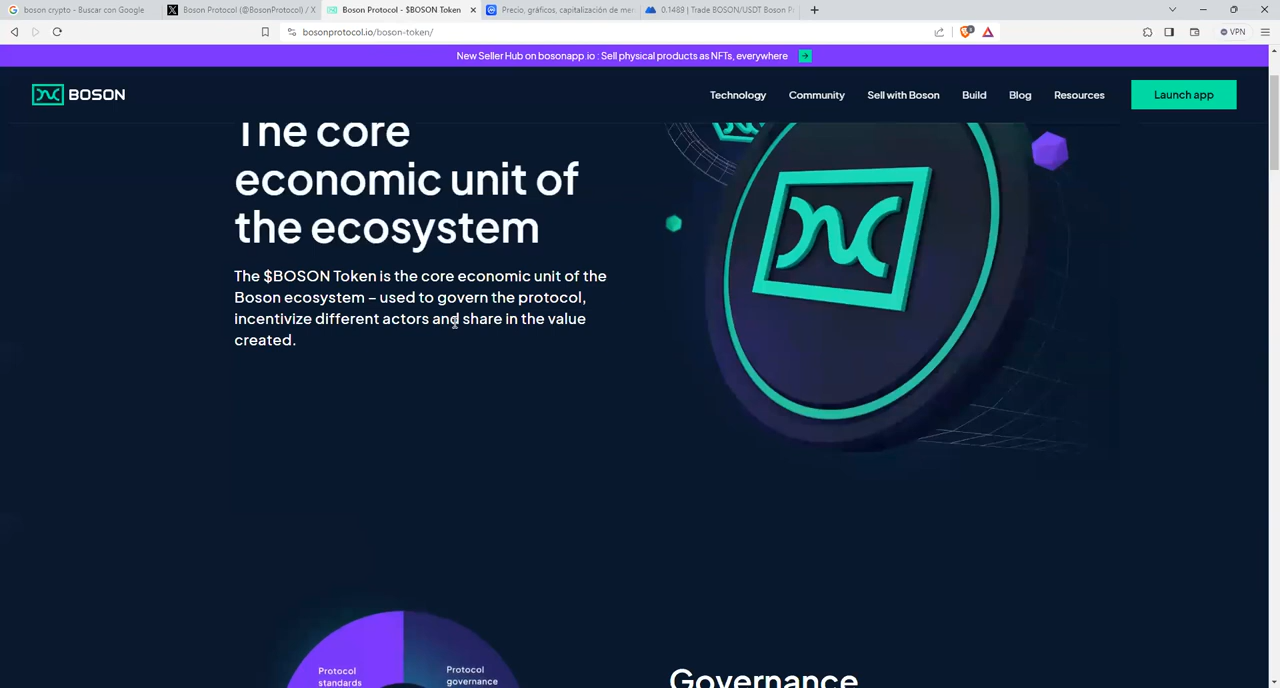 boson crypto - Buscar con Google
Boson Protocol (@BosonProtocol) / X
Boson Protocol - $BOSON Token
Precio, gráficos, capitalización de mer
0.1489 | Trade BOSON/USDT Boson P
bosonprotocol.io/boson-token/
3
VPN
New Seller Hub on bosonapp.io : Sell physical products as NFTs, everywhere
BOSON
Technology
Community
Sell with Boson
Build
Blog
Resources
Launch app
The core
economic unit of
the ecosystem
The $BOSON Token is the core economic unit of the
Boson ecosystem – used to govern the protocol,
incentivize different actors and share in the value
created.
Protocol
standards
Protocol
governance
Governance